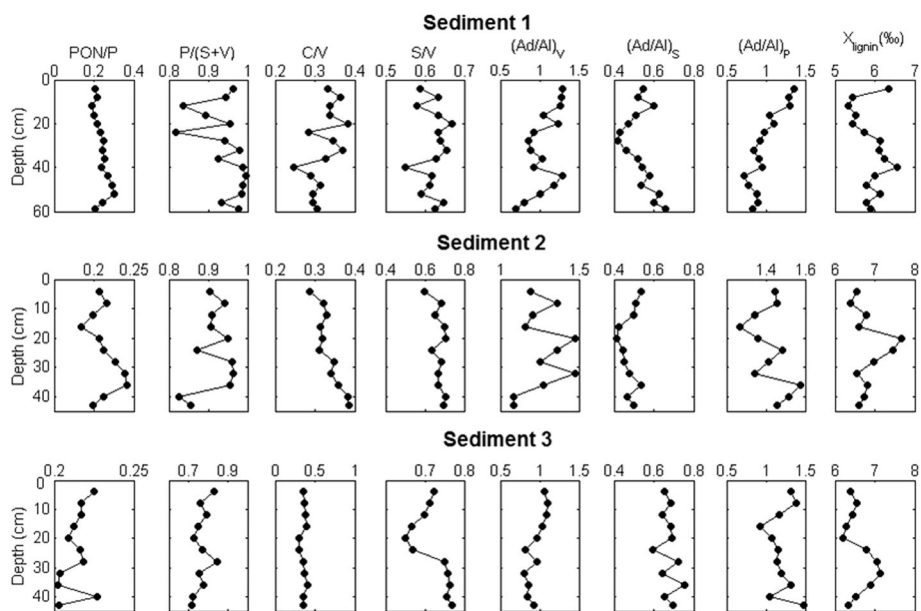 Sediment 1
PON/P P/(S+V) C/V S/V (Ad/Al)V (Ad/Al)S (Ad/Al)P Xlignin(‰)
0 0.2 0.4 0.8 0.9 1 0.2 0.3 0.4 0.5 0.6 0.7 0.5 1 1.5 0.4 0.6 0.8 0.5 1 1.5 5 6 7
0
20
40
60
Depth (cm)
Sediment 2
0.2 0.25 0.8 0.9 1 0.2 0.3 0.4 0.4 0.6 0.8 1 1.5 0.4 0.6 0.8 1.4 1.6 6 7 8
0
20
40
Depth (cm)
Sediment 3
0.2 0.25 0.7 0.9 0 0.5 1 0.7 0.8 0.5 1 1.5 0.4 0.6 0.8 0.5 1 1.5 6 7 8
0
20
40
Depth (cm)